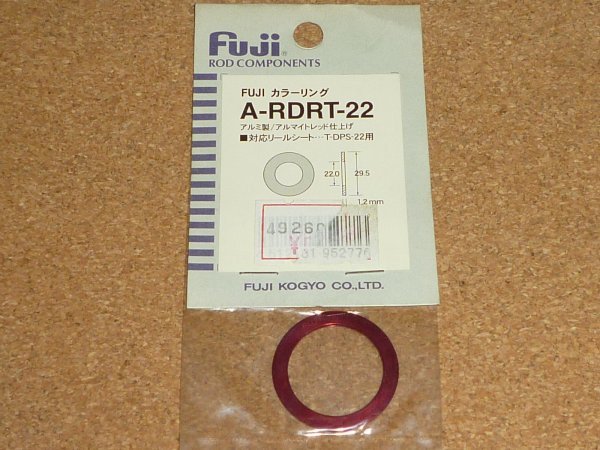 Fuji®
ROD COMPONENTS
FUJI カラーリング
A-RDRT-22
アルミ製/アルマイトレッド仕上げ
■対応リールシート…T-DPS-22用
22.0
29.5
1.2mm
49260
952776
FUJI KOGYO CO.,LTD.